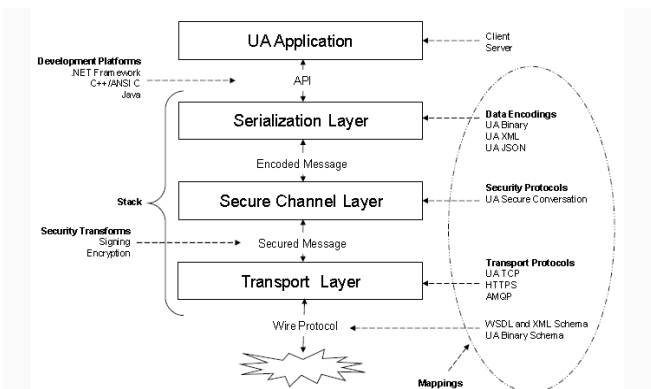 UA Application
Client
Server
Development Platforms
.NET Framework
C++/ANSI C
Java
API
Serialization Layer
Data Encodings
UA Binary
UA XML
UA JSON
Encoded Message
Stack
Secure Channel Layer
Security Protocols
UA Secure Conversation
Security Transforms
Signing
Encryption
Secured Message
Transport Layer
Transport Protocols
UA TCP
HTTPS
AMQP
Wire Protocol
WSDL and XML Schema
UA Binary Schema
Mappings